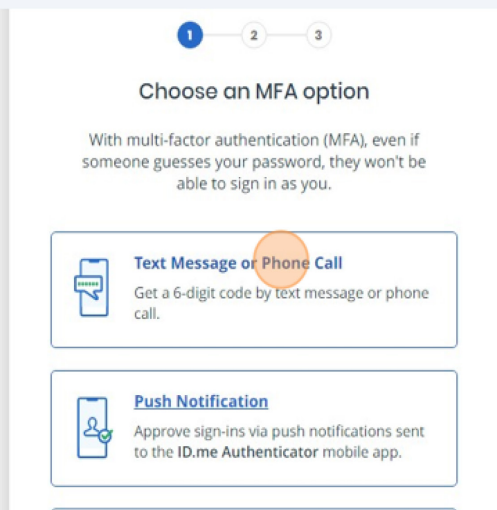 1 2 3
Choose an MFA option
With multi-factor authentication (MFA), even if
someone guesses your password, they won't be
able to sign in as you.
Text Message or Phone Call
Get a 6-digit code by text message or phone
call.
Push Notification
Approve sign-ins via push notifications sent
to the ID.me Authenticator mobile app.